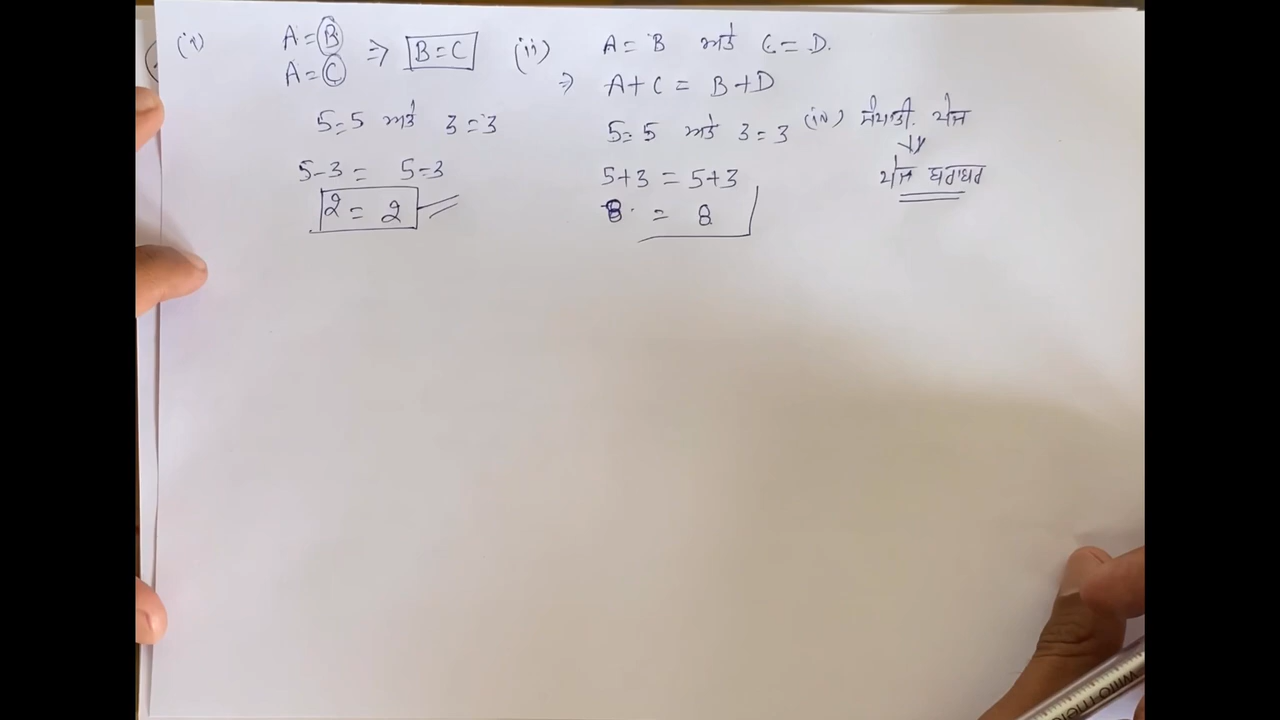 (i) A = B ⇒ B = C
A = C
5 = 5 ਅਤੇ 3 = 3
5 - 3 = 5 - 3
2 = 2
(ii) A = B ਅਤੇ C = D.
⇒ A + C = B + D
5 = 5 ਅਤੇ 3 = 3
5 + 3 = 5 + 3
8 = 8
(iv) ਸੰਪਾਤੀ ਚੀਜ
ਚੀਜ ਬਰਾਬਰ